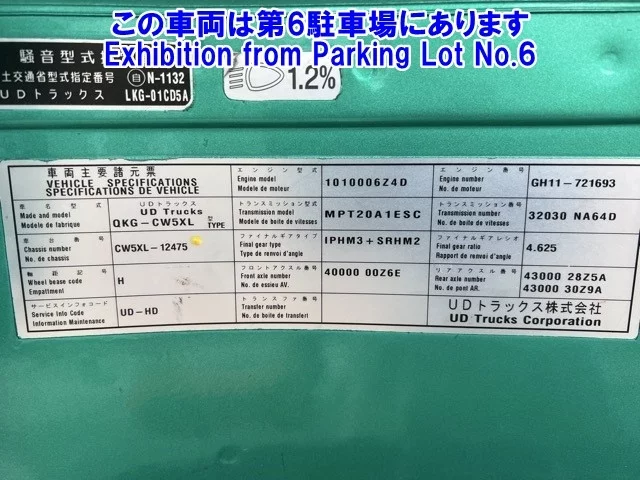 この車両は第6駐車場にあります
Exhibition from Parking Lot No.6
騒音型式
土交通省型式指定番号 自 N-1132
UDトラックス LKG-01CD5A
1.2%
車両主要諸元票
VEHICLE SPECIFICATIONS
SPECIFICATIONS DE VEHICLE
エンジン型式
Engine model
Modele de moteur
1010006Z4D
エンジン番号
Engine number
No. de moteur
GH11-721693
車名型式
Made and model
Modele de fabrique
UDトラックス
UD Trucks
QKG-CW5XL 型 TYPE
トランスミッション型式
Transmission model
Modele de boite de vitesses
MPT20A1ESC
トランスミッション番号
Transmission number
No. de boite de vitesses
32030 NA64D
車台番号
Chassis number
No. de chassis
CW5XL-12475
ファイナルギアタイプ
Final gear type
Type de renvoi d'angle
IPHM3+SRHM2
ファイナルギアレシオ
Final gear ratio
Rapport de renvoi d'angle
4.625
軸距記号
Wheel bease code
Empattment
H
フロントアクスル番号
Front axle number
No. de essieu AV.
40000 00Z6E
リアアクスル番号
Rear axle number
No. de pont AR.
43000 28Z5A
43000 30Z9A
サービスインフォコード
Service Info Code
Information Maintenance
UD-HD
トランスファ番号
Transfer number
No. de boite de transfert
UDトラックス株式会社
UD Trucks Corporation